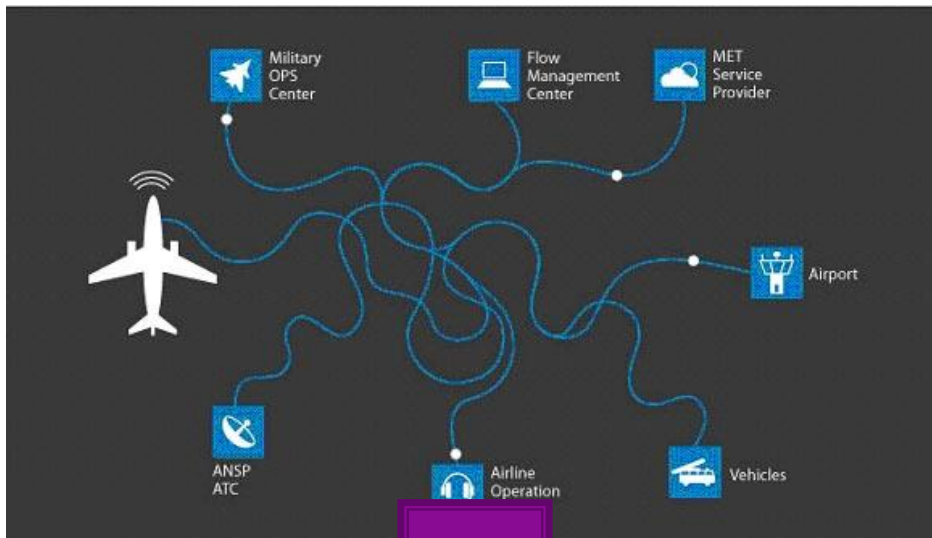 Military
OPS
Center
Flow
Management
Center
MET
Service
Provider
Airport
ANSP
ATC
Airline
Operation
Vehicles